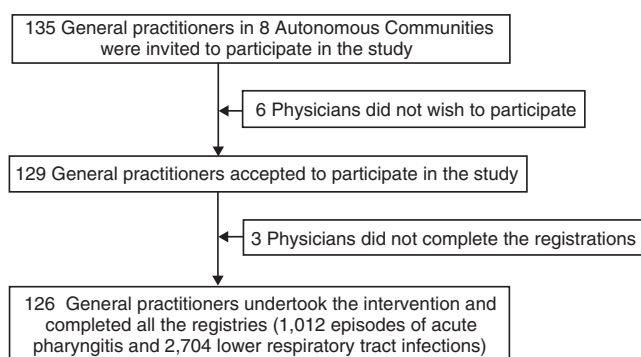 135 General practitioners in 8 Autonomous Communities
were invited to participate in the study
6 Physicians did not wish to participate
129 General practitioners accepted to participate in the study
3 Physicians did not complete the registrations
126 General practitioners undertook the intervention and
completed all the registries (1,012 episodes of acute
pharyngitis and 2,704 lower respiratory tract infections)